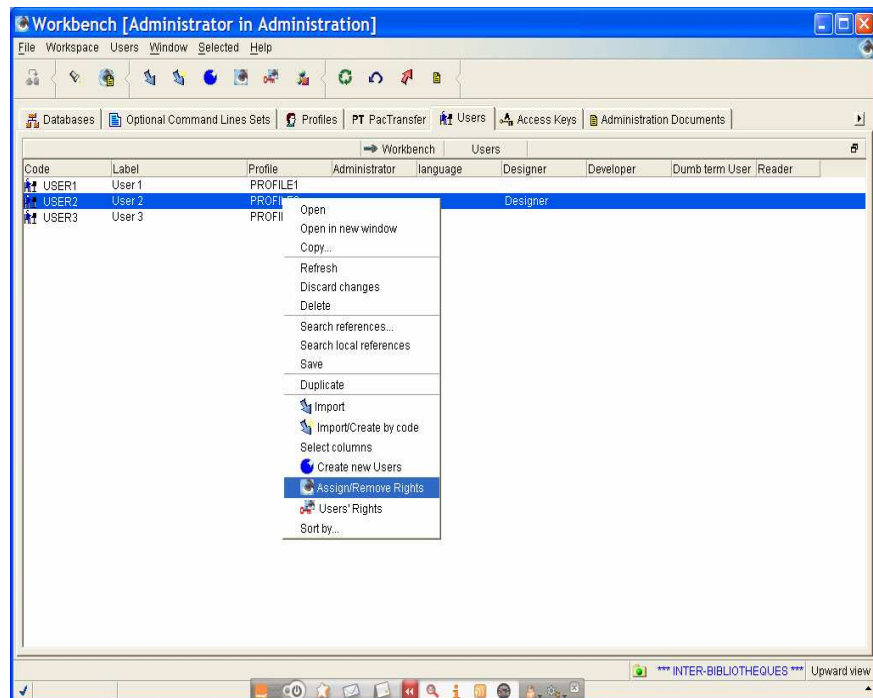 Workbench [Administrator in Administration]
File Workspace Users Window Selected Help
Databases Optional Command Lines Sets Profiles PT PacTransfer Users Access Keys Administration Documents
Workbench Users
Code Label Profile Administrator language Designer Developer Dumb term User Reader
USER1 User 1 PROFILE1
USER2 User 2 Designer
USER3 User 3
Open
Open in new window
Copy...
Refresh
Discard changes
Delete
Search references...
Search local references
Save
Duplicate
Import
Import/Create by code
Select columns
Create new Users
Assign/Remove Rights
Users' Rights
Sort by...
*** INTER-BIBLIOTHEQUES *** Upward view